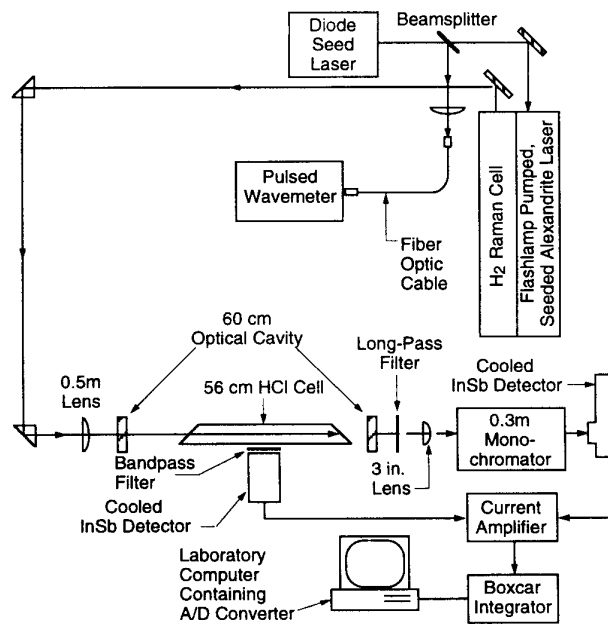 Diode
Seed
Laser
Beamsplitter
Pulsed
Wavemeter
Fiber
Optic
Cable
H2 Raman Cell
Flashlamp Pumped,
Seeded Alexandrite Laser
60 cm
Optical Cavity
0.5m
Lens
56 cm HCl Cell
Long-Pass
Filter
Cooled
InSb Detector
0.3m
Mono-
chromator
3 in.
Lens
Bandpass
Filter
Cooled
InSb Detector
Current
Amplifier
Laboratory
Computer
Containing
A/D Converter
Boxcar
Integrator